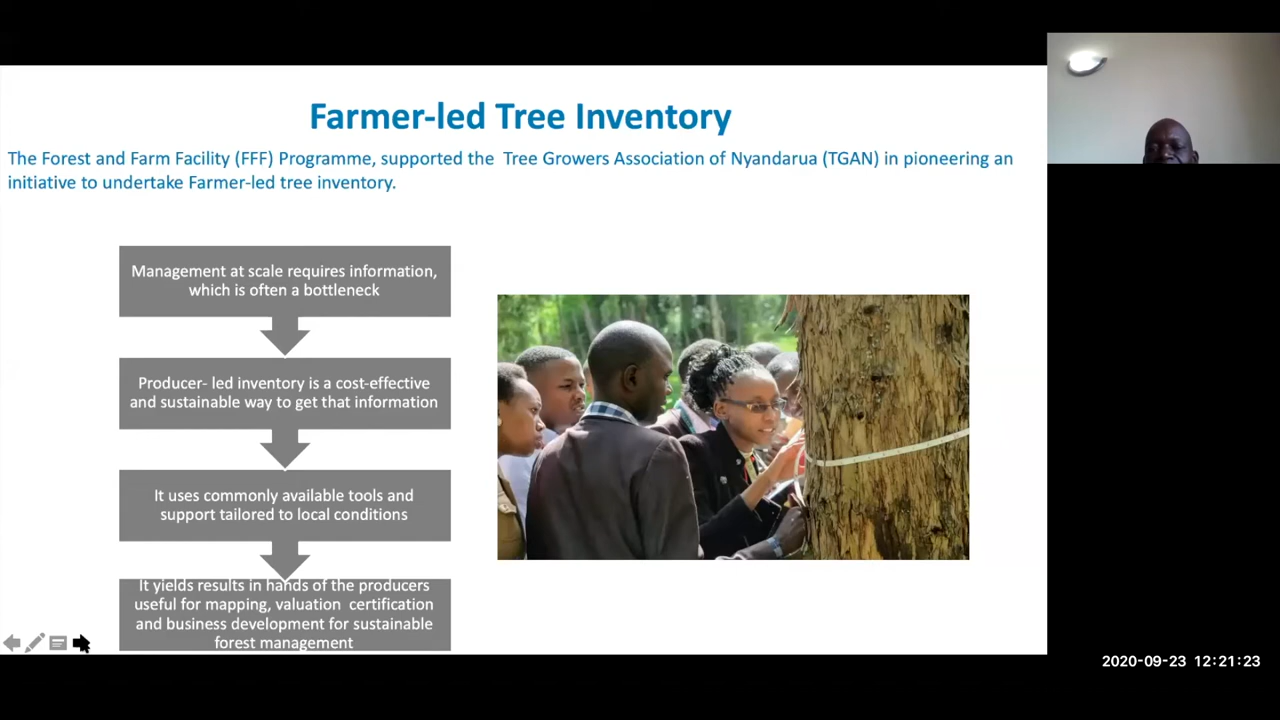 Farmer-led Tree Inventory
The Forest and Farm Facility (FFF) Programme, supported the Tree Growers Association of Nyandarua (TGAN) in pioneering an
initiative to undertake Farmer-led tree inventory.
Management at scale requires information,
which is often a bottleneck
Producer- led inventory is a cost-effective
and sustainable way to get that information
It uses commonly available tools and
support tailored to local conditions
It yields results in hands of the producers
useful for mapping, valuation certification
and business development for sustainable
forest management
2020-09-23 12:21:23